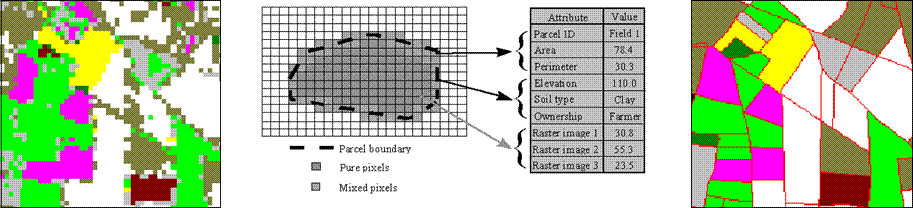 Attribute Value
Parcel ID Field 1
Area 78.4
Perimeter 30.3
Elevation 110.0
Soil type Clay
Ownership Farmer
Raster image 1 30.8
Raster image 2 55.3
Raster image 3 23.5
Parcel boundary
Pure pixels
Mixed pixels